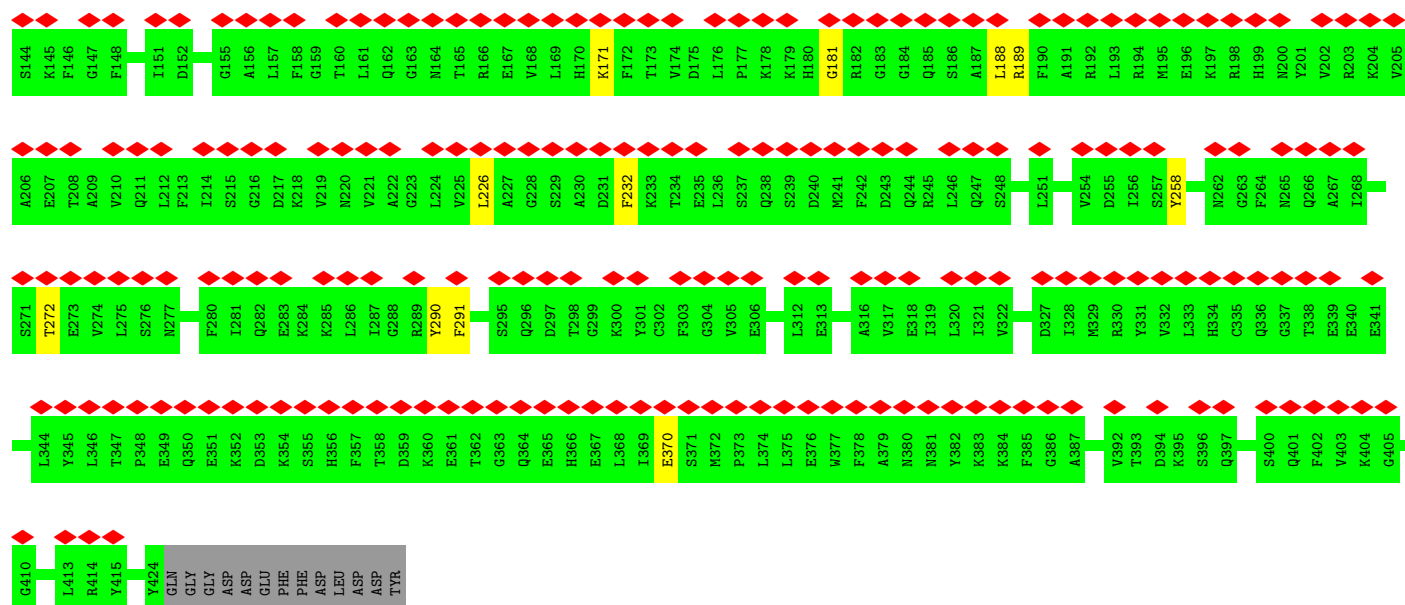 S144 K145 F146 G147 F148 I151 D152 G155 A156 L157 F158 G159 T160 L161 Q162 G163 N164 T165 R166 E167 V168 L169 H170 K171 F172 T173 V174 D175 L176 P177 K178 K179 H180 G181 R182 G183 G184 Q185 S186 A187 L188 R189 F190 A191 R192 L193 R194 M195 E196 K197 R198 H199 N200 Y201 V202 R203 K204 V205
A206 E207 T208 A209 V210 Q211 L212 F213 I214 S215 G216 D217 K218 V219 N220 V221 A222 G223 L224 V225 L226 A227 G228 S229 A230 D231 F232 K233 T234 E235 L236 S237 Q238 S239 D240 M241 F242 D243 Q244 R245 L246 Q247 S248 L251 V254 D255 I256 S257 Y258 N262 G263 F264 N265 Q266 A267 I268
S271 T272 E273 V274 L275 S276 N277 F280 I281 Q282 E283 K284 K285 L286 I287 G288 R289 Y290 F291 S295 Q296 D297 T298 G299 K300 Y301 C302 F303 G304 V305 E306 L312 E313 A316 V317 E318 I319 L320 I321 V322 D327 I328 M329 R330 Y331 V332 L333 H334 C335 Q336 G337 T338 E339 E340 E341
L344 Y345 L346 T347 P348 E349 Q350 E351 K352 D353 K354 S355 H356 F357 T358 D359 K360 E361 T362 G363 Q364 E365 H366 E367 L368 I369 E370 S371 M372 P373 L374 L375 E376 W377 F378 A379 N380 N381 Y382 K383 K384 F385 G386 A387 V392 T393 D394 K395 S396 Q397 S400 Q401 F402 V403 K404 G405
G410 L413 R414 Y415 Y424 GLN GLY GLY ASP ASP GLU PHE PHE ASP LEU ASP ASP TYR